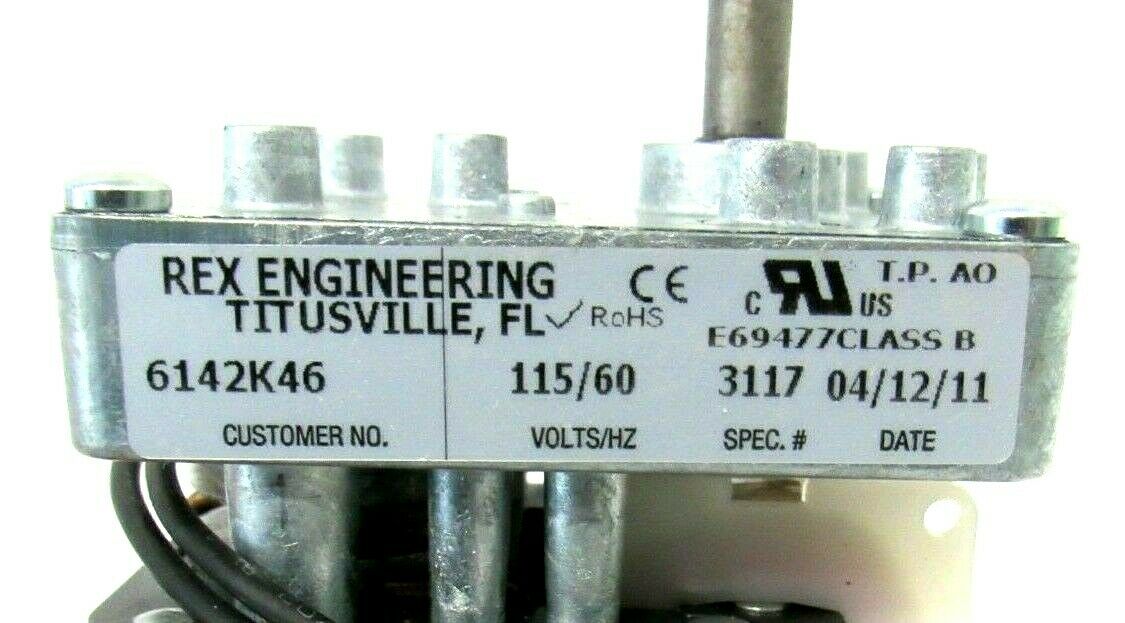 REX ENGINEERING
TITUSVILLE, FL ✓ RoHS
CE
C RU US
T.P. AO
E69477CLASS B
6142K46 115/60 3117 04/12/11
CUSTOMER NO. VOLTS/HZ SPEC. # DATE